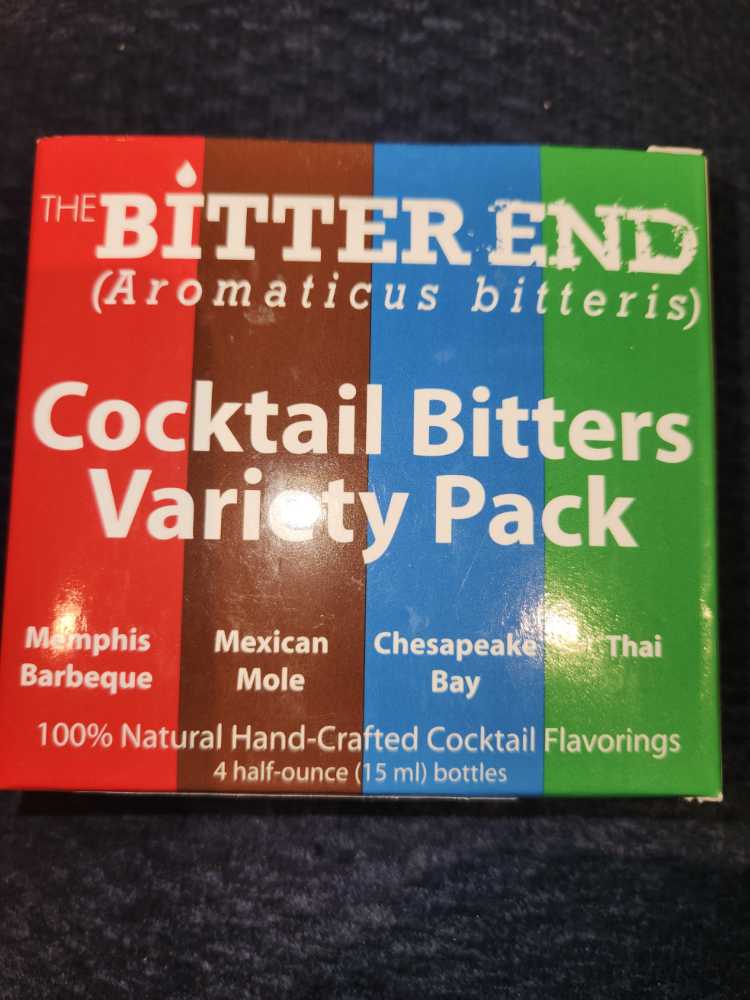 THE BITTER END
(Aromaticus bitteris)
Cocktail Bitters
Variety Pack
Memphis
Barbeque
Mexican
Mole
Chesapeake
Bay
Thai
100% Natural Hand-Crafted Cocktail Flavorings
4 half-ounce (15 ml) bottles